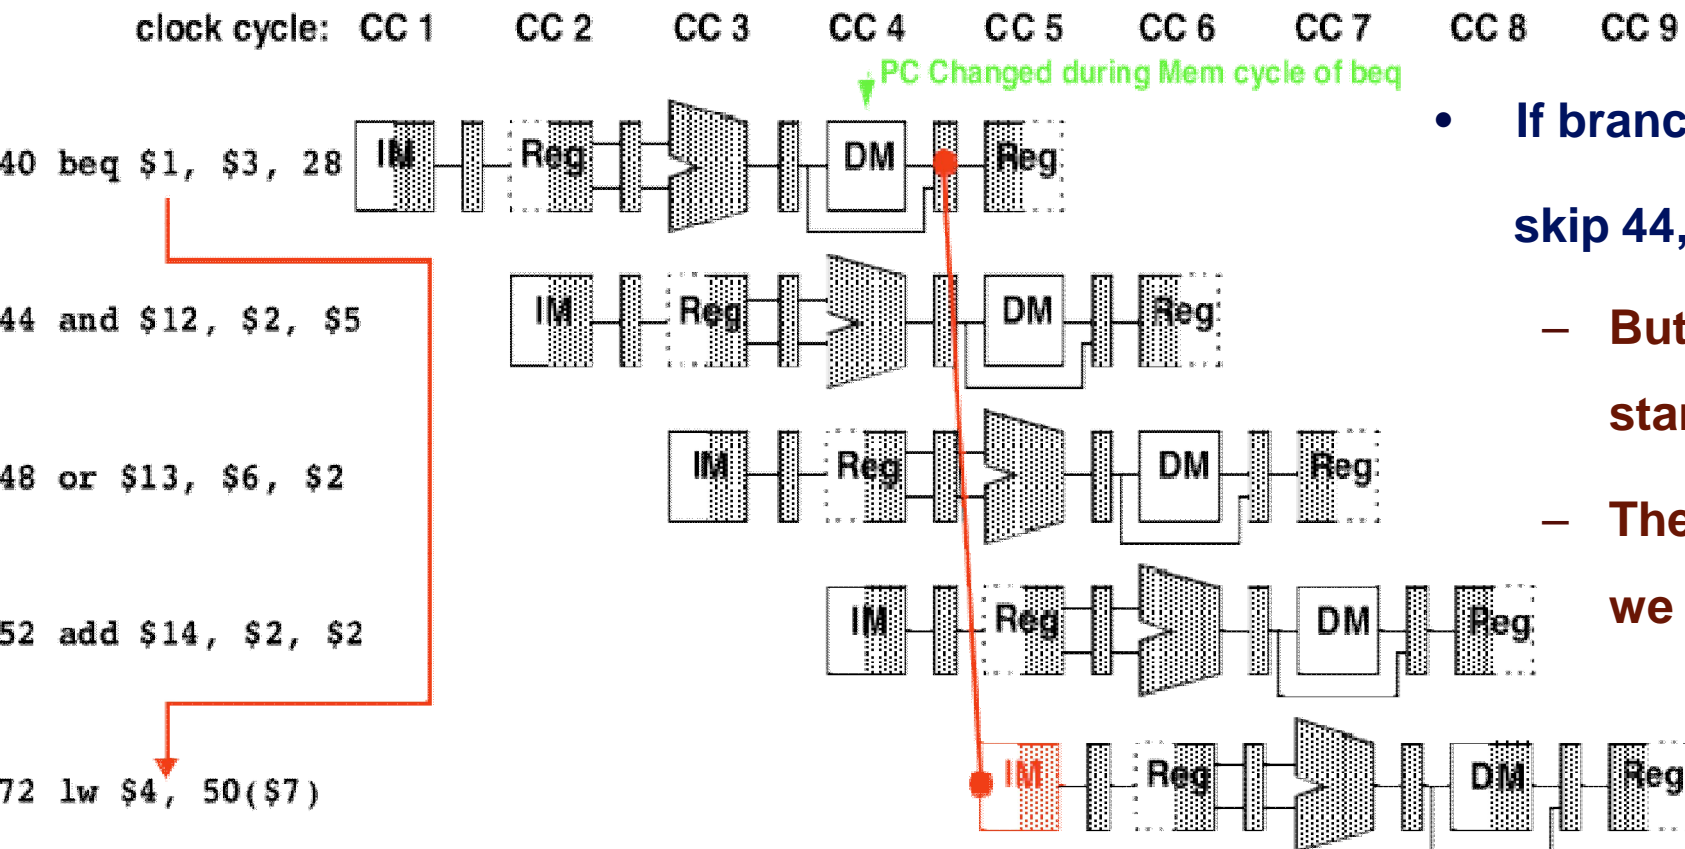 clock cycle: CC 1 CC 2 CC 3 CC 4 CC 5 CC 6 CC 7 CC 8 CC 9
PC Changed during Mem cycle of beq
40 beq $1, $3, 28 IM Reg DM Reg
44 and $12, $2, $5 IM Reg DM Reg
48 or $13, $6, $2 IM Reg DM Reg
52 add $14, $2, $2 IM Reg DM Reg
72 lw $4, 50($7) IM Reg DM Reg
• If branc
skip 44,
– But
star
– The
we